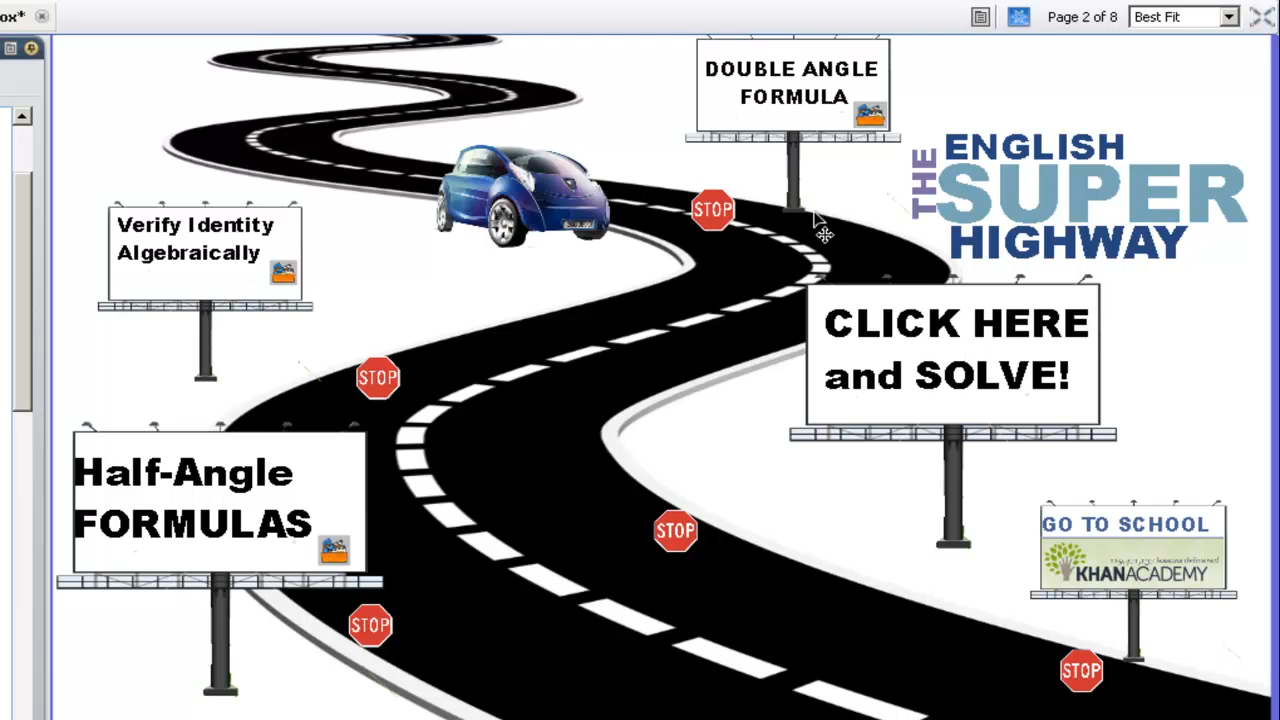 ox*
Page 2 of 8
Best Fit
DOUBLE ANGLE
FORMULA
THE
ENGLISH
SUPER
HIGHWAY
STOP
Verify Identity
Algebraically
CLICK HERE
and SOLVE!
STOP
Half-Angle
FORMULAS
STOP
GO TO SCHOOL
KHANACADEMY
STOP
STOP